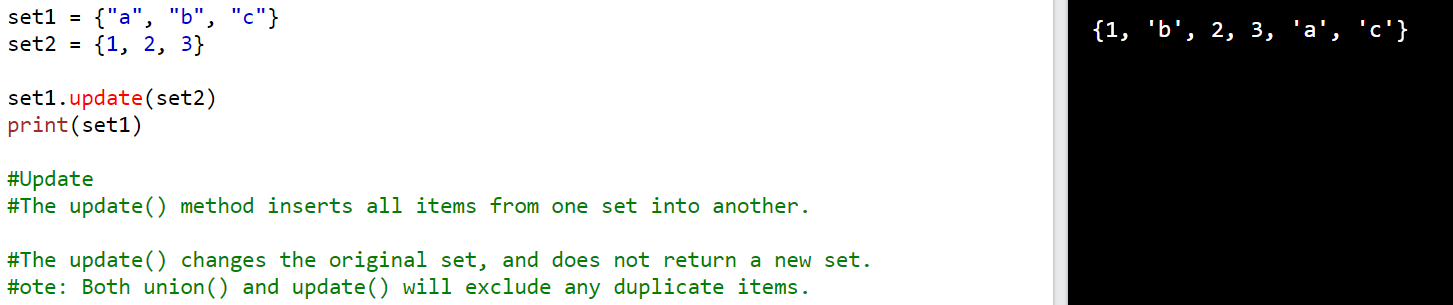 set1 = {"a", "b", "c"}
set2 = {1, 2, 3}
set1.update(set2)
print(set1)
#Update
#The update() method inserts all items from one set into another.
#The update() changes the original set, and does not return a new set.
#ote: Both union() and update() will exclude any duplicate items.
{1, 'b', 2, 3, 'a', 'c'}